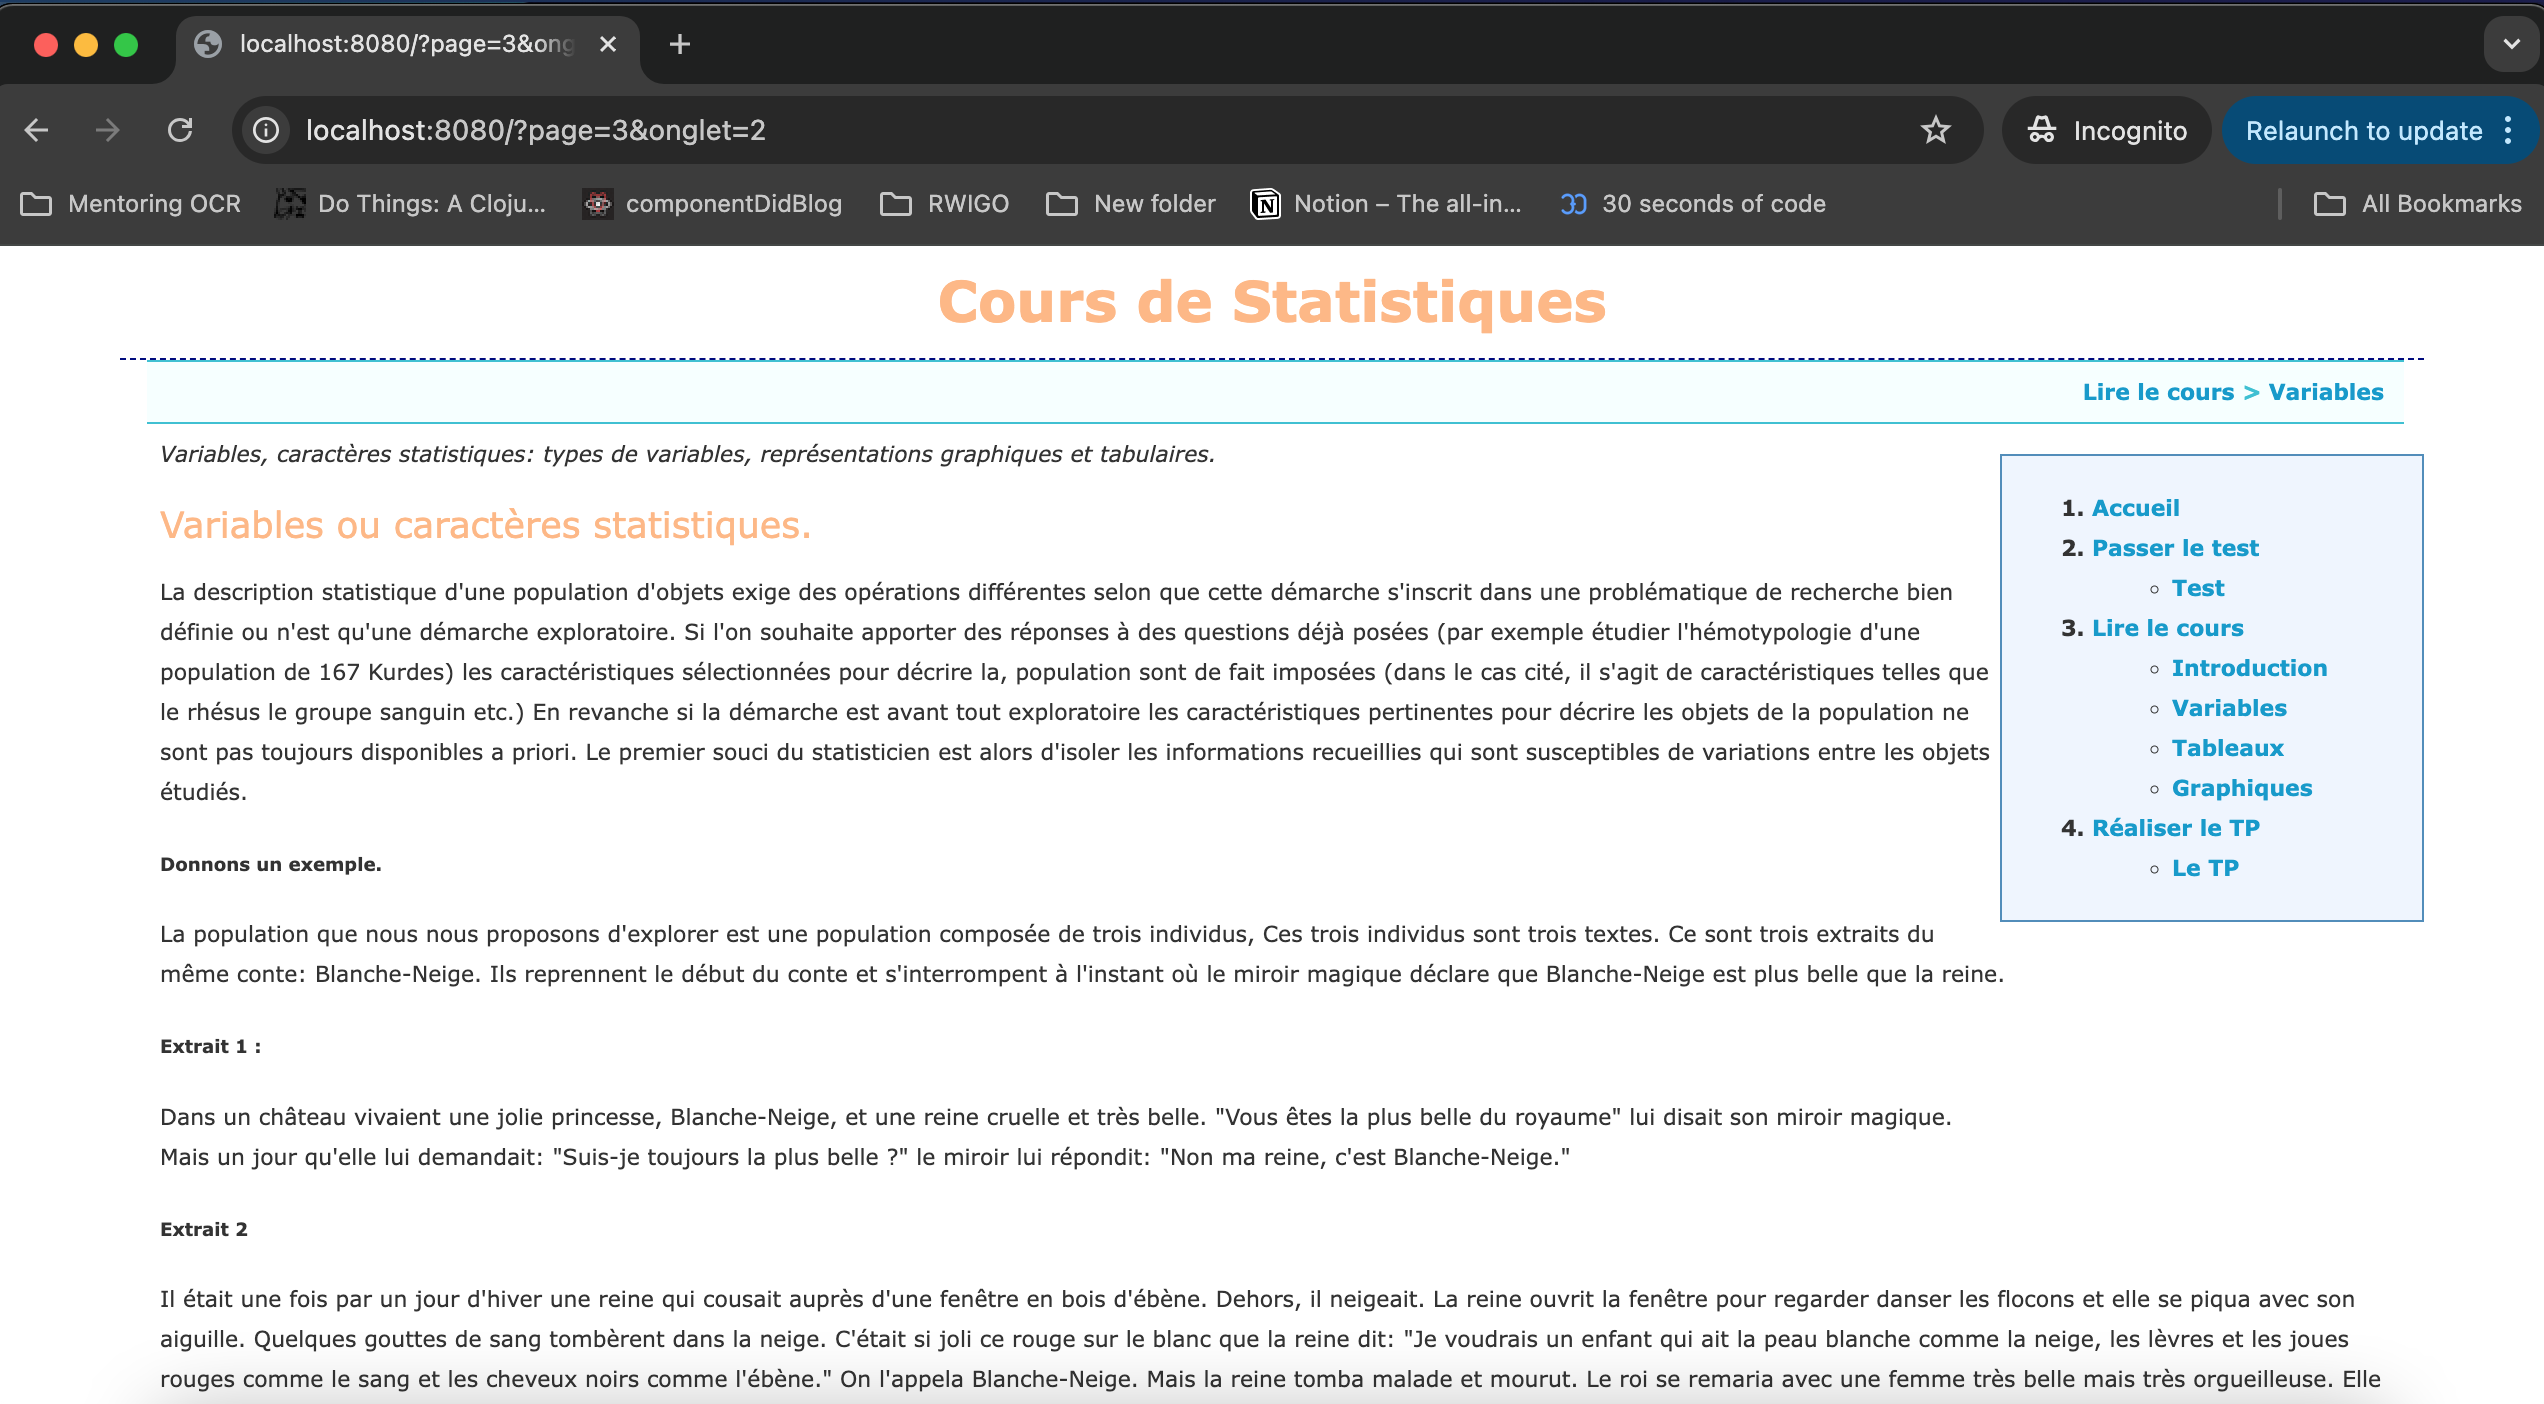 localhost:8080/?page=3&ong
localhost:8080/?page=3&onglet=2
Incognito
Relaunch to update
Mentoring OCR
Do Things: A Cloju...
componentDidBlog
RWIGO
New folder
Notion – The all-in...
30 seconds of code
All Bookmarks
Cours de Statistiques
Lire le cours > Variables
Variables, caractères statistiques: types de variables, représentations graphiques et tabulaires.
1. Accueil
2. Passer le test
Test
3. Lire le cours
Introduction
Variables
Tableaux
Graphiques
4. Réaliser le TP
Le TP
Variables ou caractères statistiques.
La description statistique d'une population d'objets exige des opérations différentes selon que cette démarche s'inscrit dans une problématique de recherche bien
définie ou n'est qu'une démarche exploratoire. Si l'on souhaite apporter des réponses à des questions déjà posées (par exemple étudier l'hémotypologie d'une
population de 167 Kurdes) les caractéristiques sélectionnées pour décrire la, population sont de fait imposées (dans le cas cité, il s'agit de caractéristiques telles que
le rhésus le groupe sanguin etc.) En revanche si la démarche est avant tout exploratoire les caractéristiques pertinentes pour décrire les objets de la population ne
sont pas toujours disponibles a priori. Le premier souci du statisticien est alors d'isoler les informations recueillies qui sont susceptibles de variations entre les objets
étudiés.
Donnons un exemple.
La population que nous nous proposons d'explorer est une population composée de trois individus, Ces trois individus sont trois textes. Ce sont trois extraits du
même conte: Blanche-Neige. Ils reprennent le début du conte et s'interrompent à l'instant où le miroir magique déclare que Blanche-Neige est plus belle que la reine.
Extrait 1 :
Dans un château vivaient une jolie princesse, Blanche-Neige, et une reine cruelle et très belle. "Vous êtes la plus belle du royaume" lui disait son miroir magique.
Mais un jour qu'elle lui demandait: "Suis-je toujours la plus belle ?" le miroir lui répondit: "Non ma reine, c'est Blanche-Neige."
Extrait 2
Il était une fois par un jour d'hiver une reine qui cousait auprès d'une fenêtre en bois d'ébène. Dehors, il neigeait. La reine ouvrit la fenêtre pour regarder danser les flocons et elle se piqua avec son
aiguille. Quelques gouttes de sang tombèrent dans la neige. C'était si joli ce rouge sur le blanc que la reine dit: "Je voudrais un enfant qui ait la peau blanche comme la neige, les lèvres et les joues
rouges comme le sang et les cheveux noirs comme l'ébène." On l'appela Blanche-Neige. Mais la reine tomba malade et mourut. Le roi se remaria avec une femme très belle mais très orgueilleuse. Elle